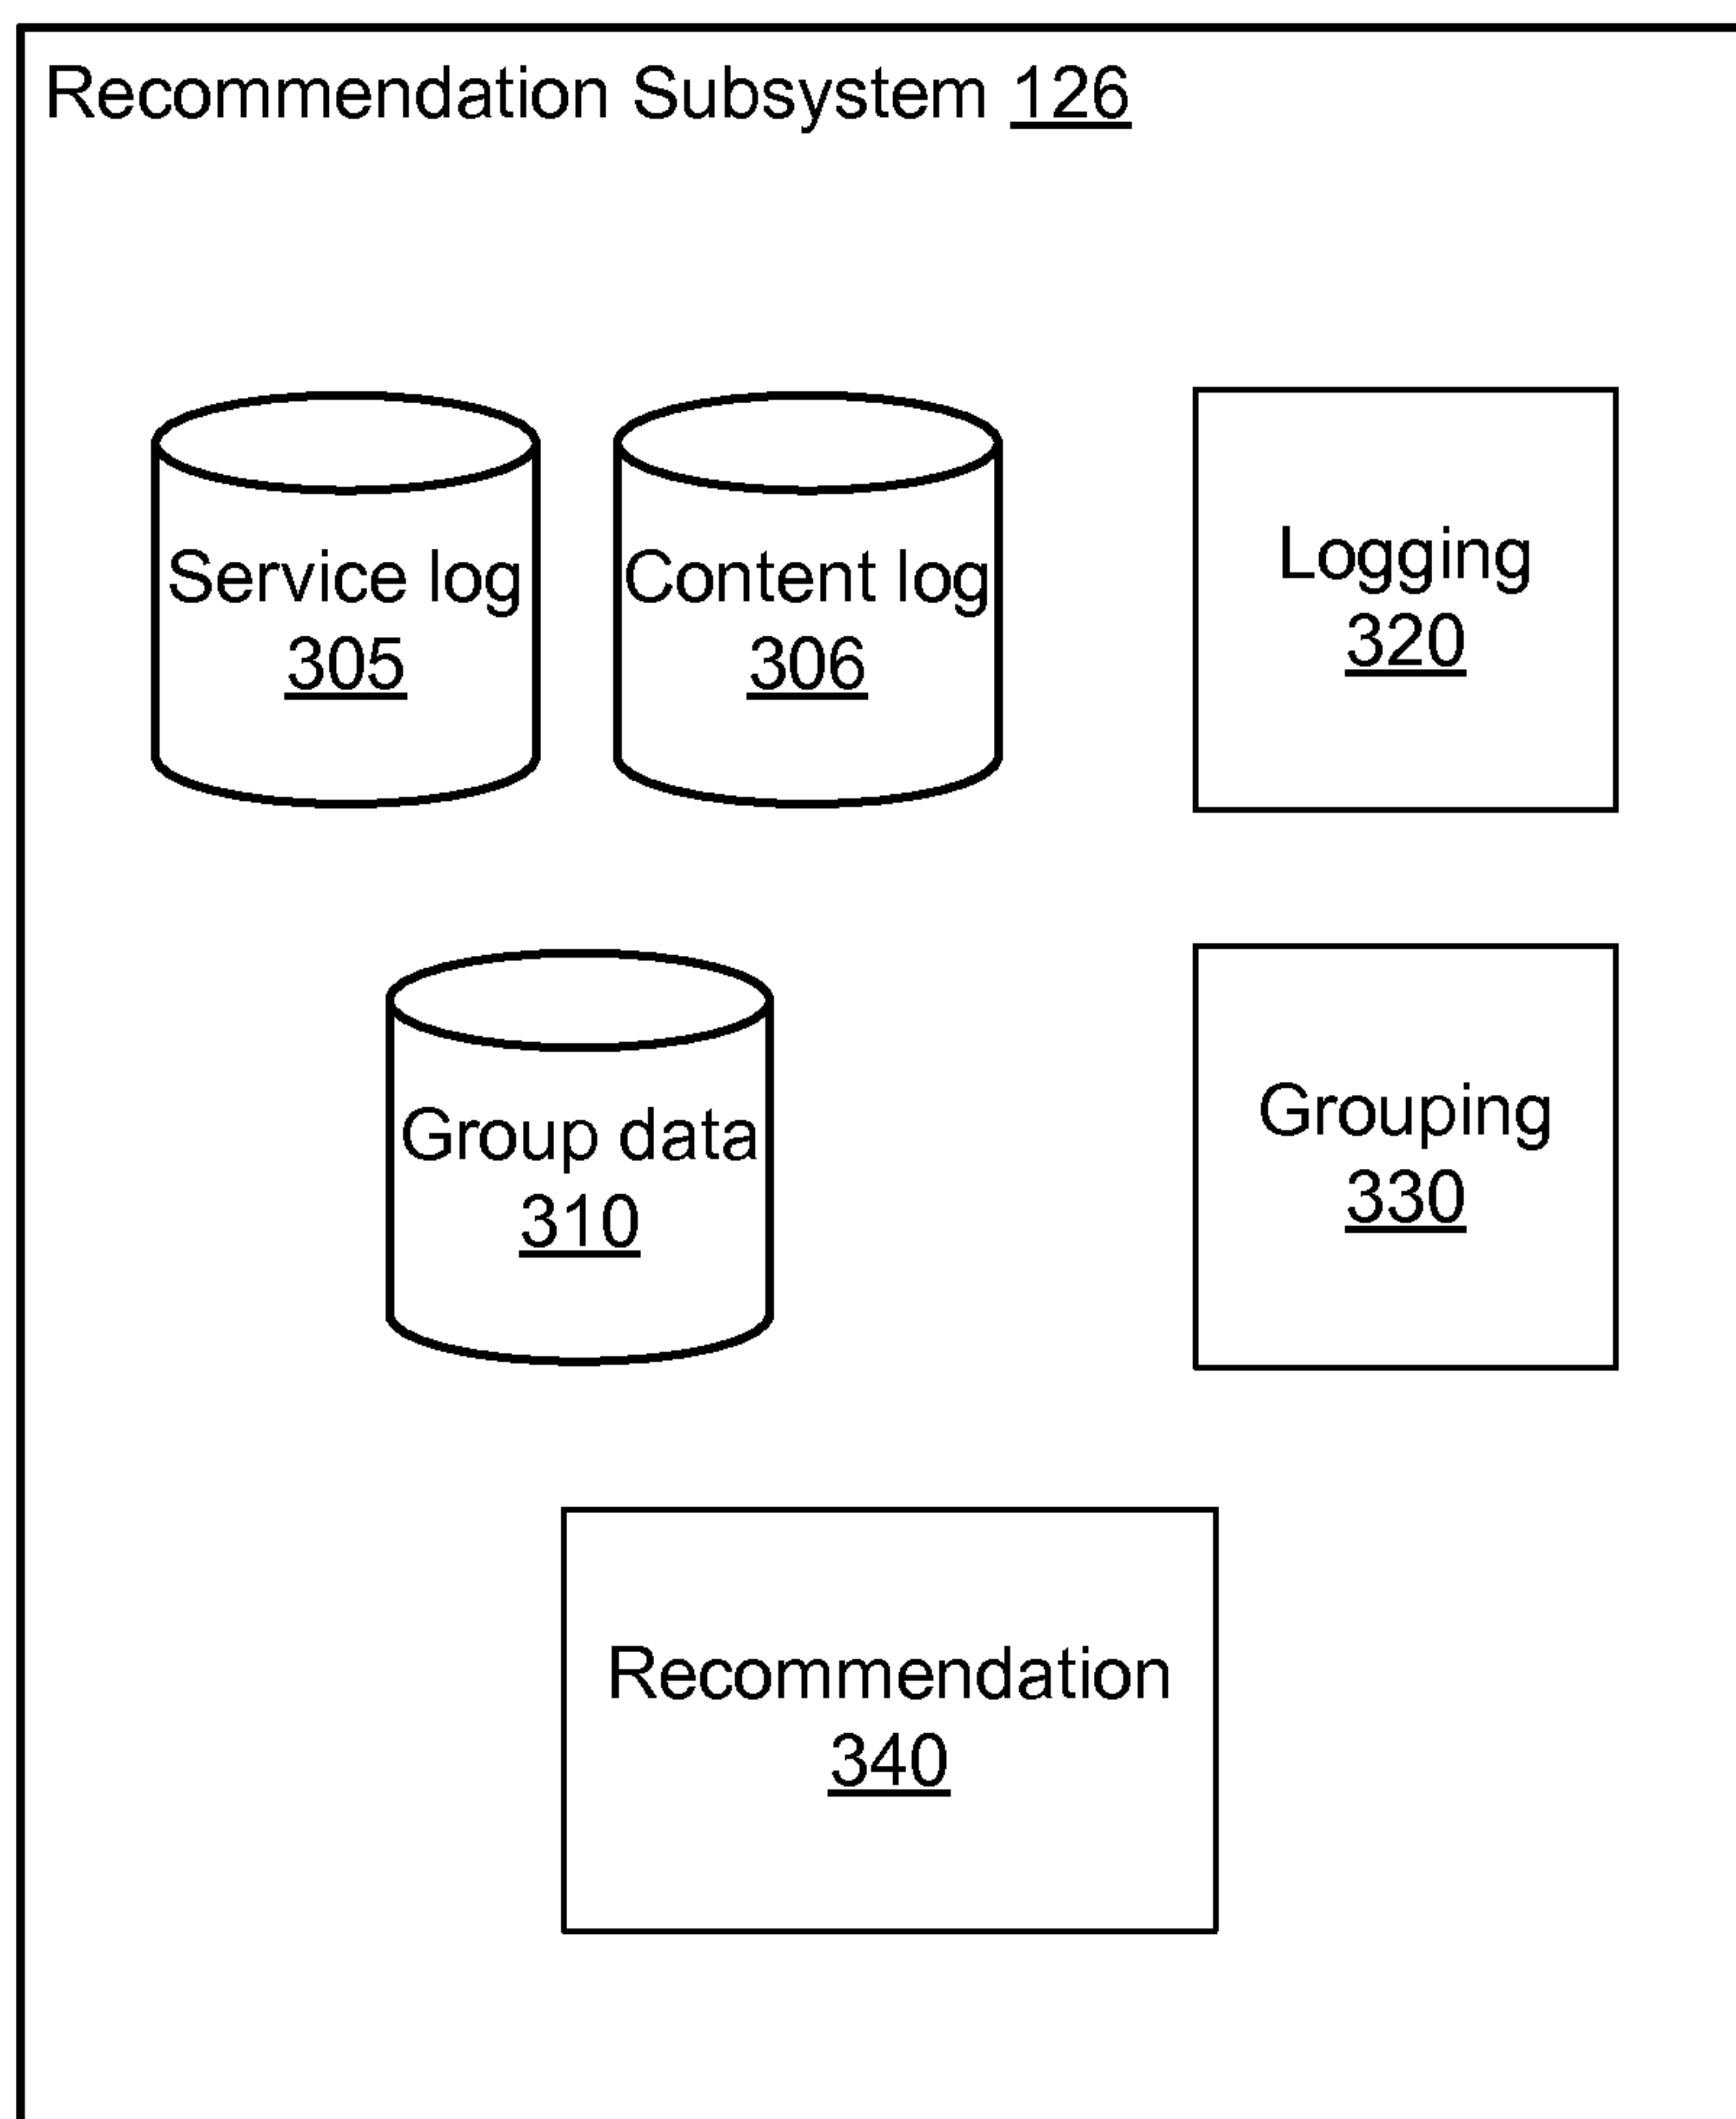 Recommendation Subsystem 126
Service log
305
Content log
306
Logging
320
Group data
310
Grouping
330
Recommendation
340